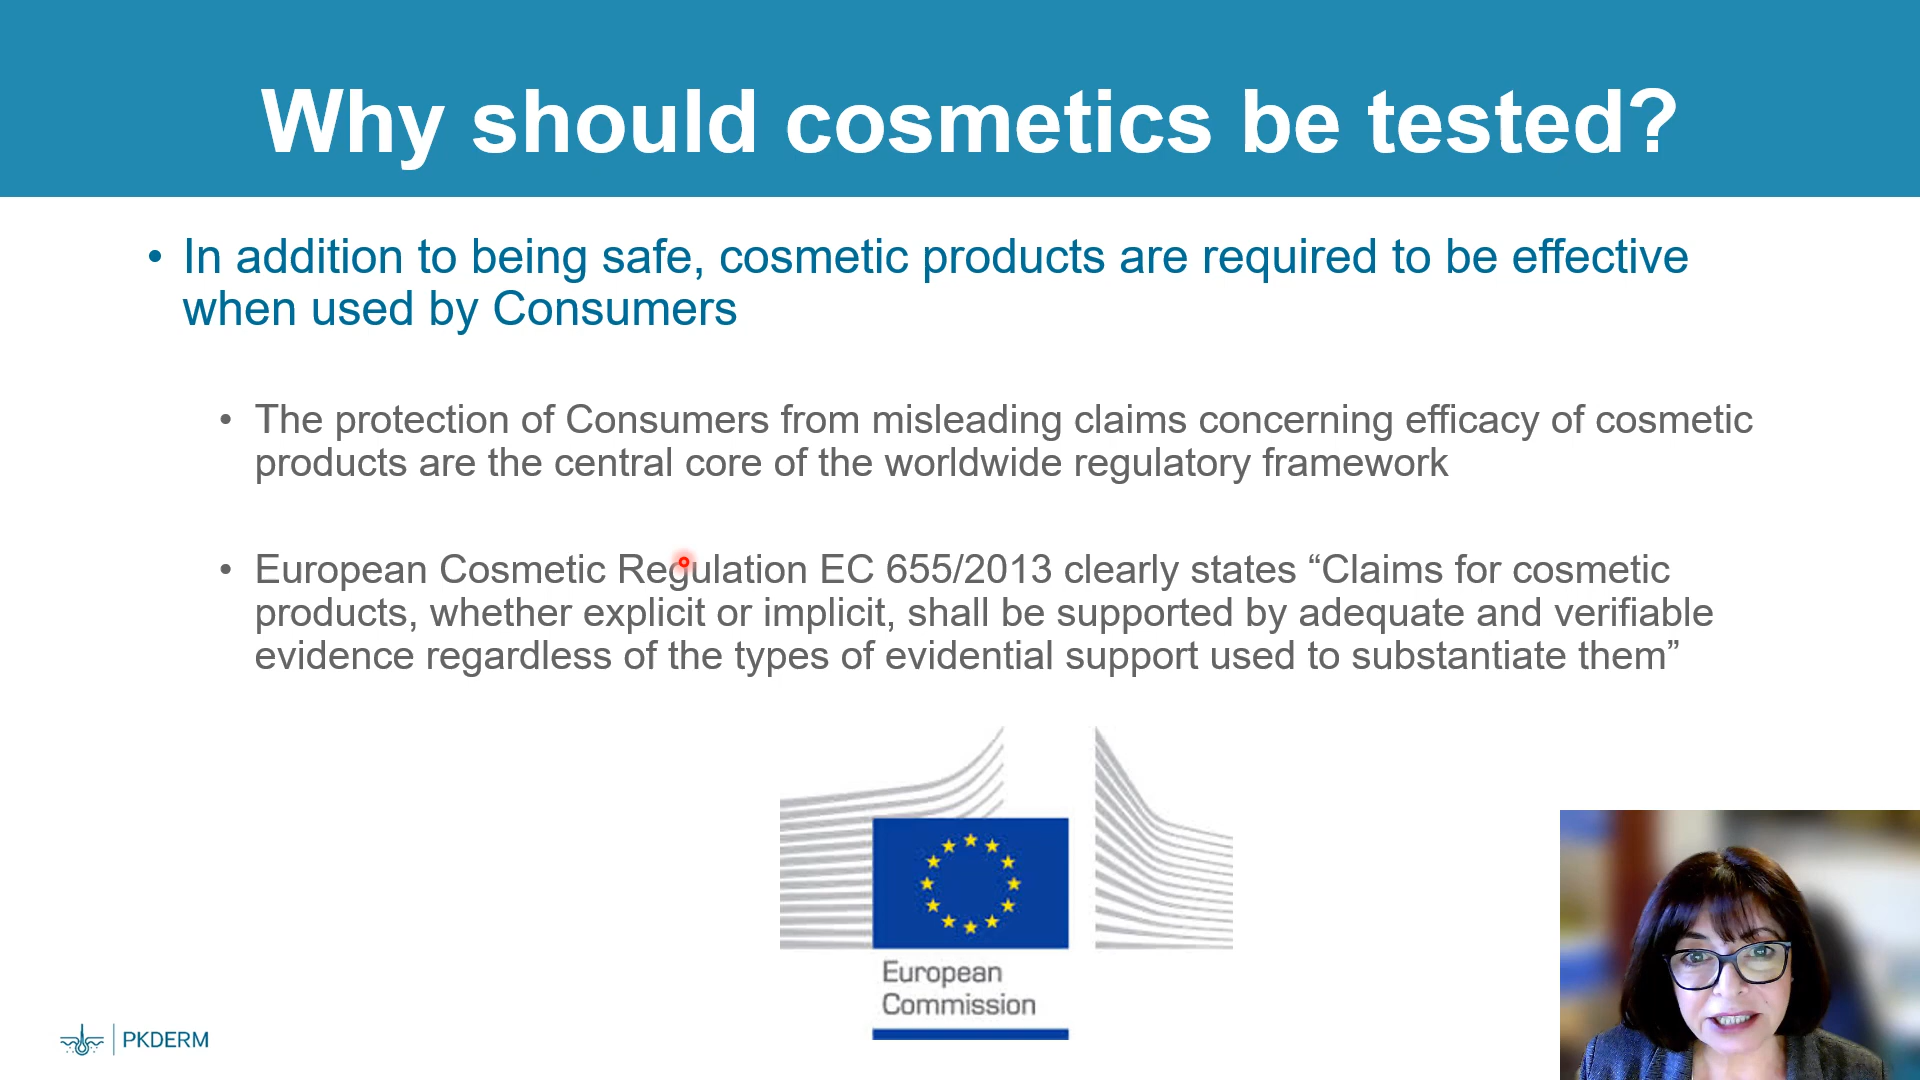 Why should cosmetics be tested?
• In addition to being safe, cosmetic products are required to be effective
when used by Consumers
• The protection of Consumers from misleading claims concerning efficacy of cosmetic
products are the central core of the worldwide regulatory framework
• European Cosmetic Regulation EC 655/2013 clearly states “Claims for cosmetic
products, whether explicit or implicit, shall be supported by adequate and verifiable
evidence regardless of the types of evidential support used to substantiate them”
European
Commission
PKDERM